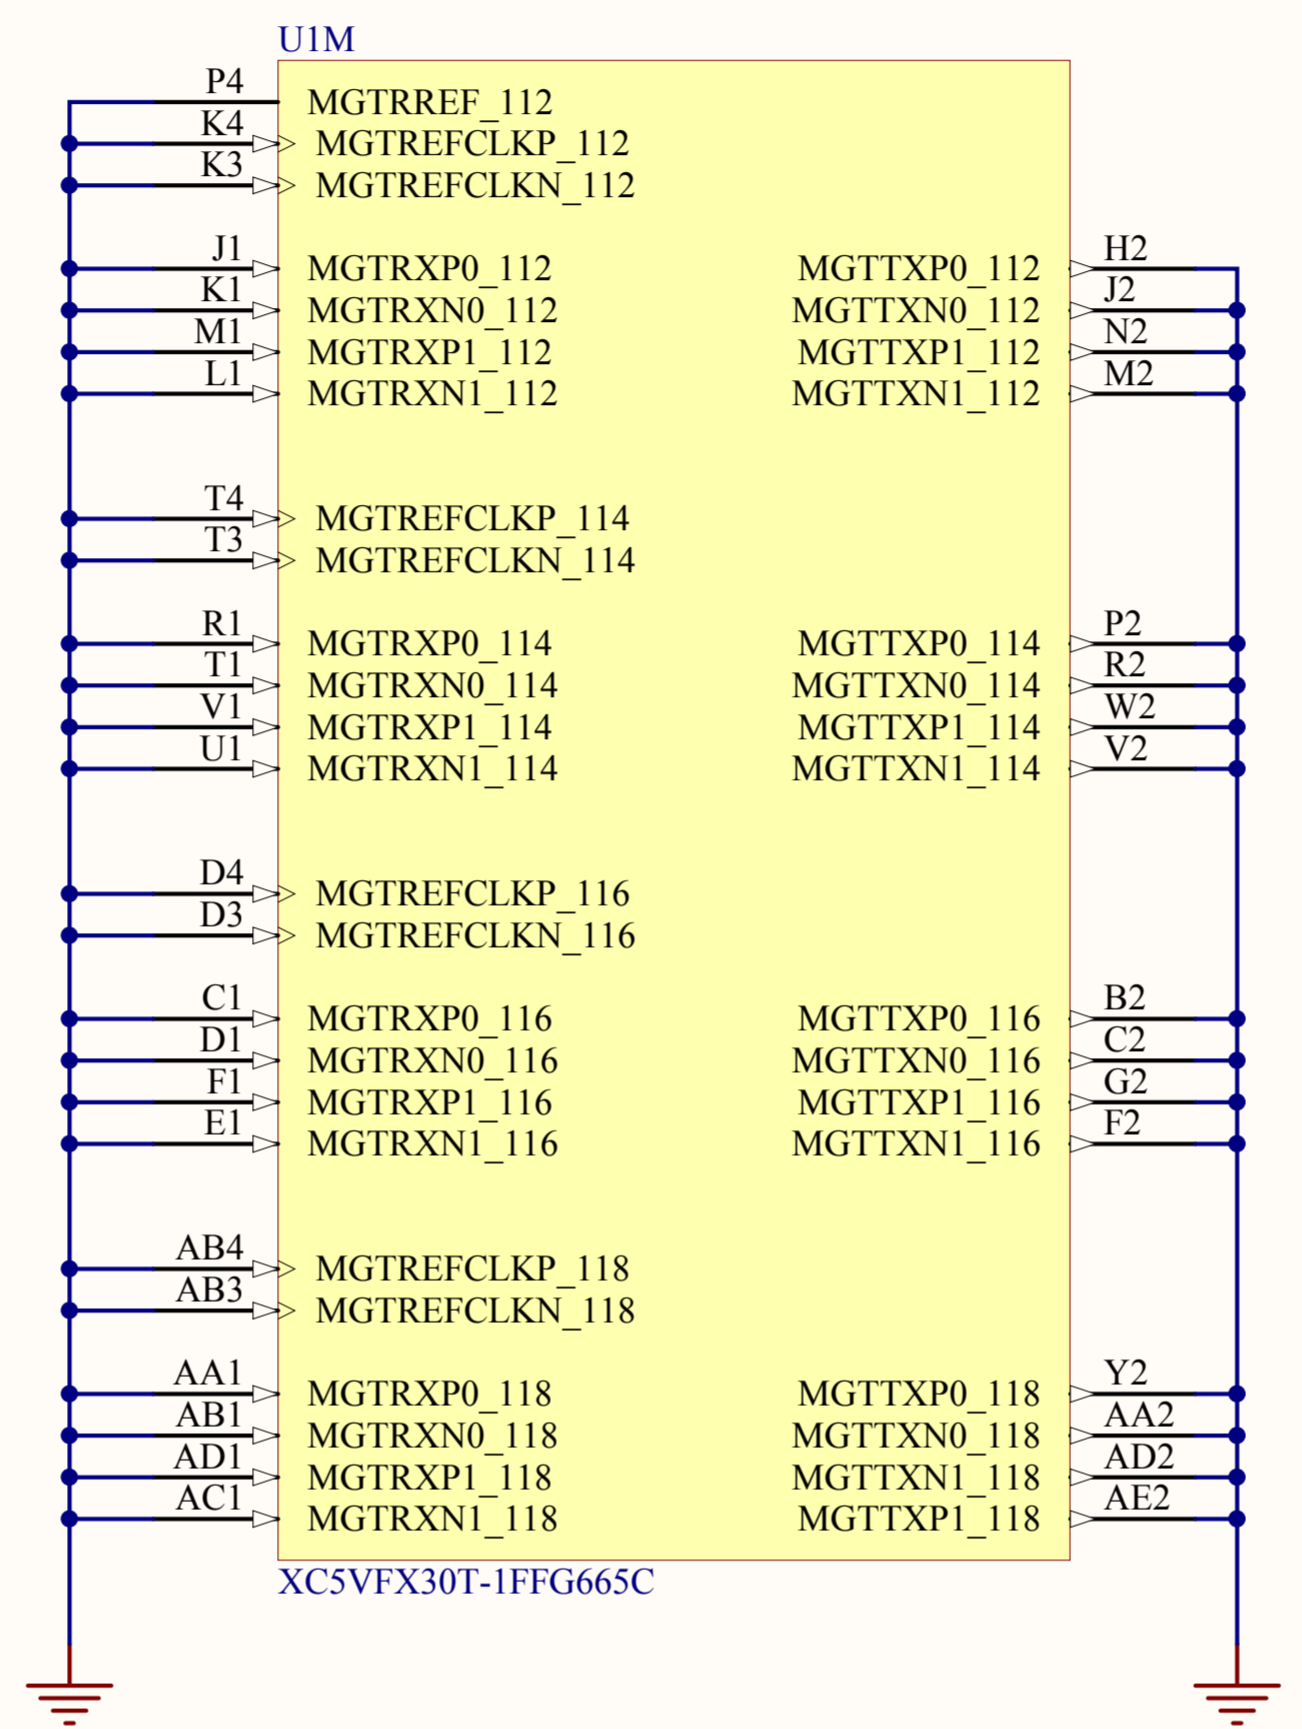 U1M
P4 MGTRREF_112
K4 MGTREFCLKP_112
K3 MGTREFCLKN_112
J1 MGTRXP0_112 MGTTXP0_112 H2
K1 MGTRXN0_112 MGTTXN0_112 J2
M1 MGTRXP1_112 MGTTXP1_112 N2
L1 MGTRXN1_112 MGTTXN1_112 M2
T4 MGTREFCLKP_114
T3 MGTREFCLKN_114
R1 MGTRXP0_114 MGTTXP0_114 P2
T1 MGTRXN0_114 MGTTXN0_114 R2
V1 MGTRXP1_114 MGTTXP1_114 W2
U1 MGTRXN1_114 MGTTXN1_114 V2
D4 MGTREFCLKP_116
D3 MGTREFCLKN_116
C1 MGTRXP0_116 MGTTXP0_116 B2
D1 MGTRXN0_116 MGTTXN0_116 C2
F1 MGTRXP1_116 MGTTXP1_116 G2
E1 MGTRXN1_116 MGTTXN1_116 F2
AB4 MGTREFCLKP_118
AB3 MGTREFCLKN_118
AA1 MGTRXP0_118 MGTTXP0_118 Y2
AB1 MGTRXN0_118 MGTTXN0_118 AA2
AD1 MGTRXP1_118 MGTTXN1_118 AD2
AC1 MGTRXN1_118 MGTTXP1_118 AE2
XC5VFX30T-1FFG665C